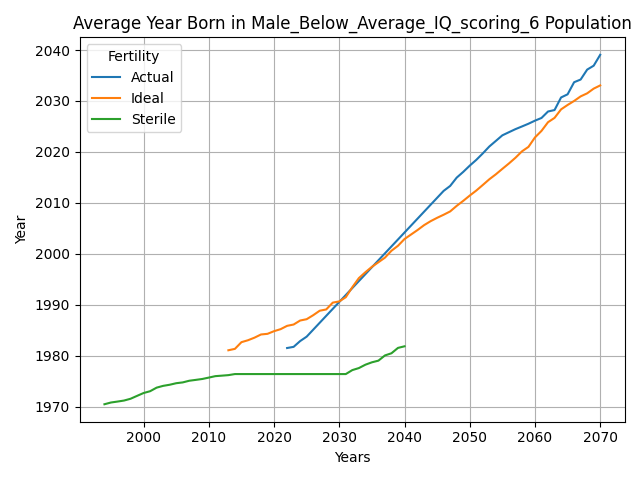 Average Year Born in Male_Below_Average_IQ_scoring_6 Population
Fertility
Actual
Ideal
Sterile
2040
2030
2020
2010
2000
1990
1980
1970
Year
2000 2010 2020 2030 2040 2050 2060 2070
Years